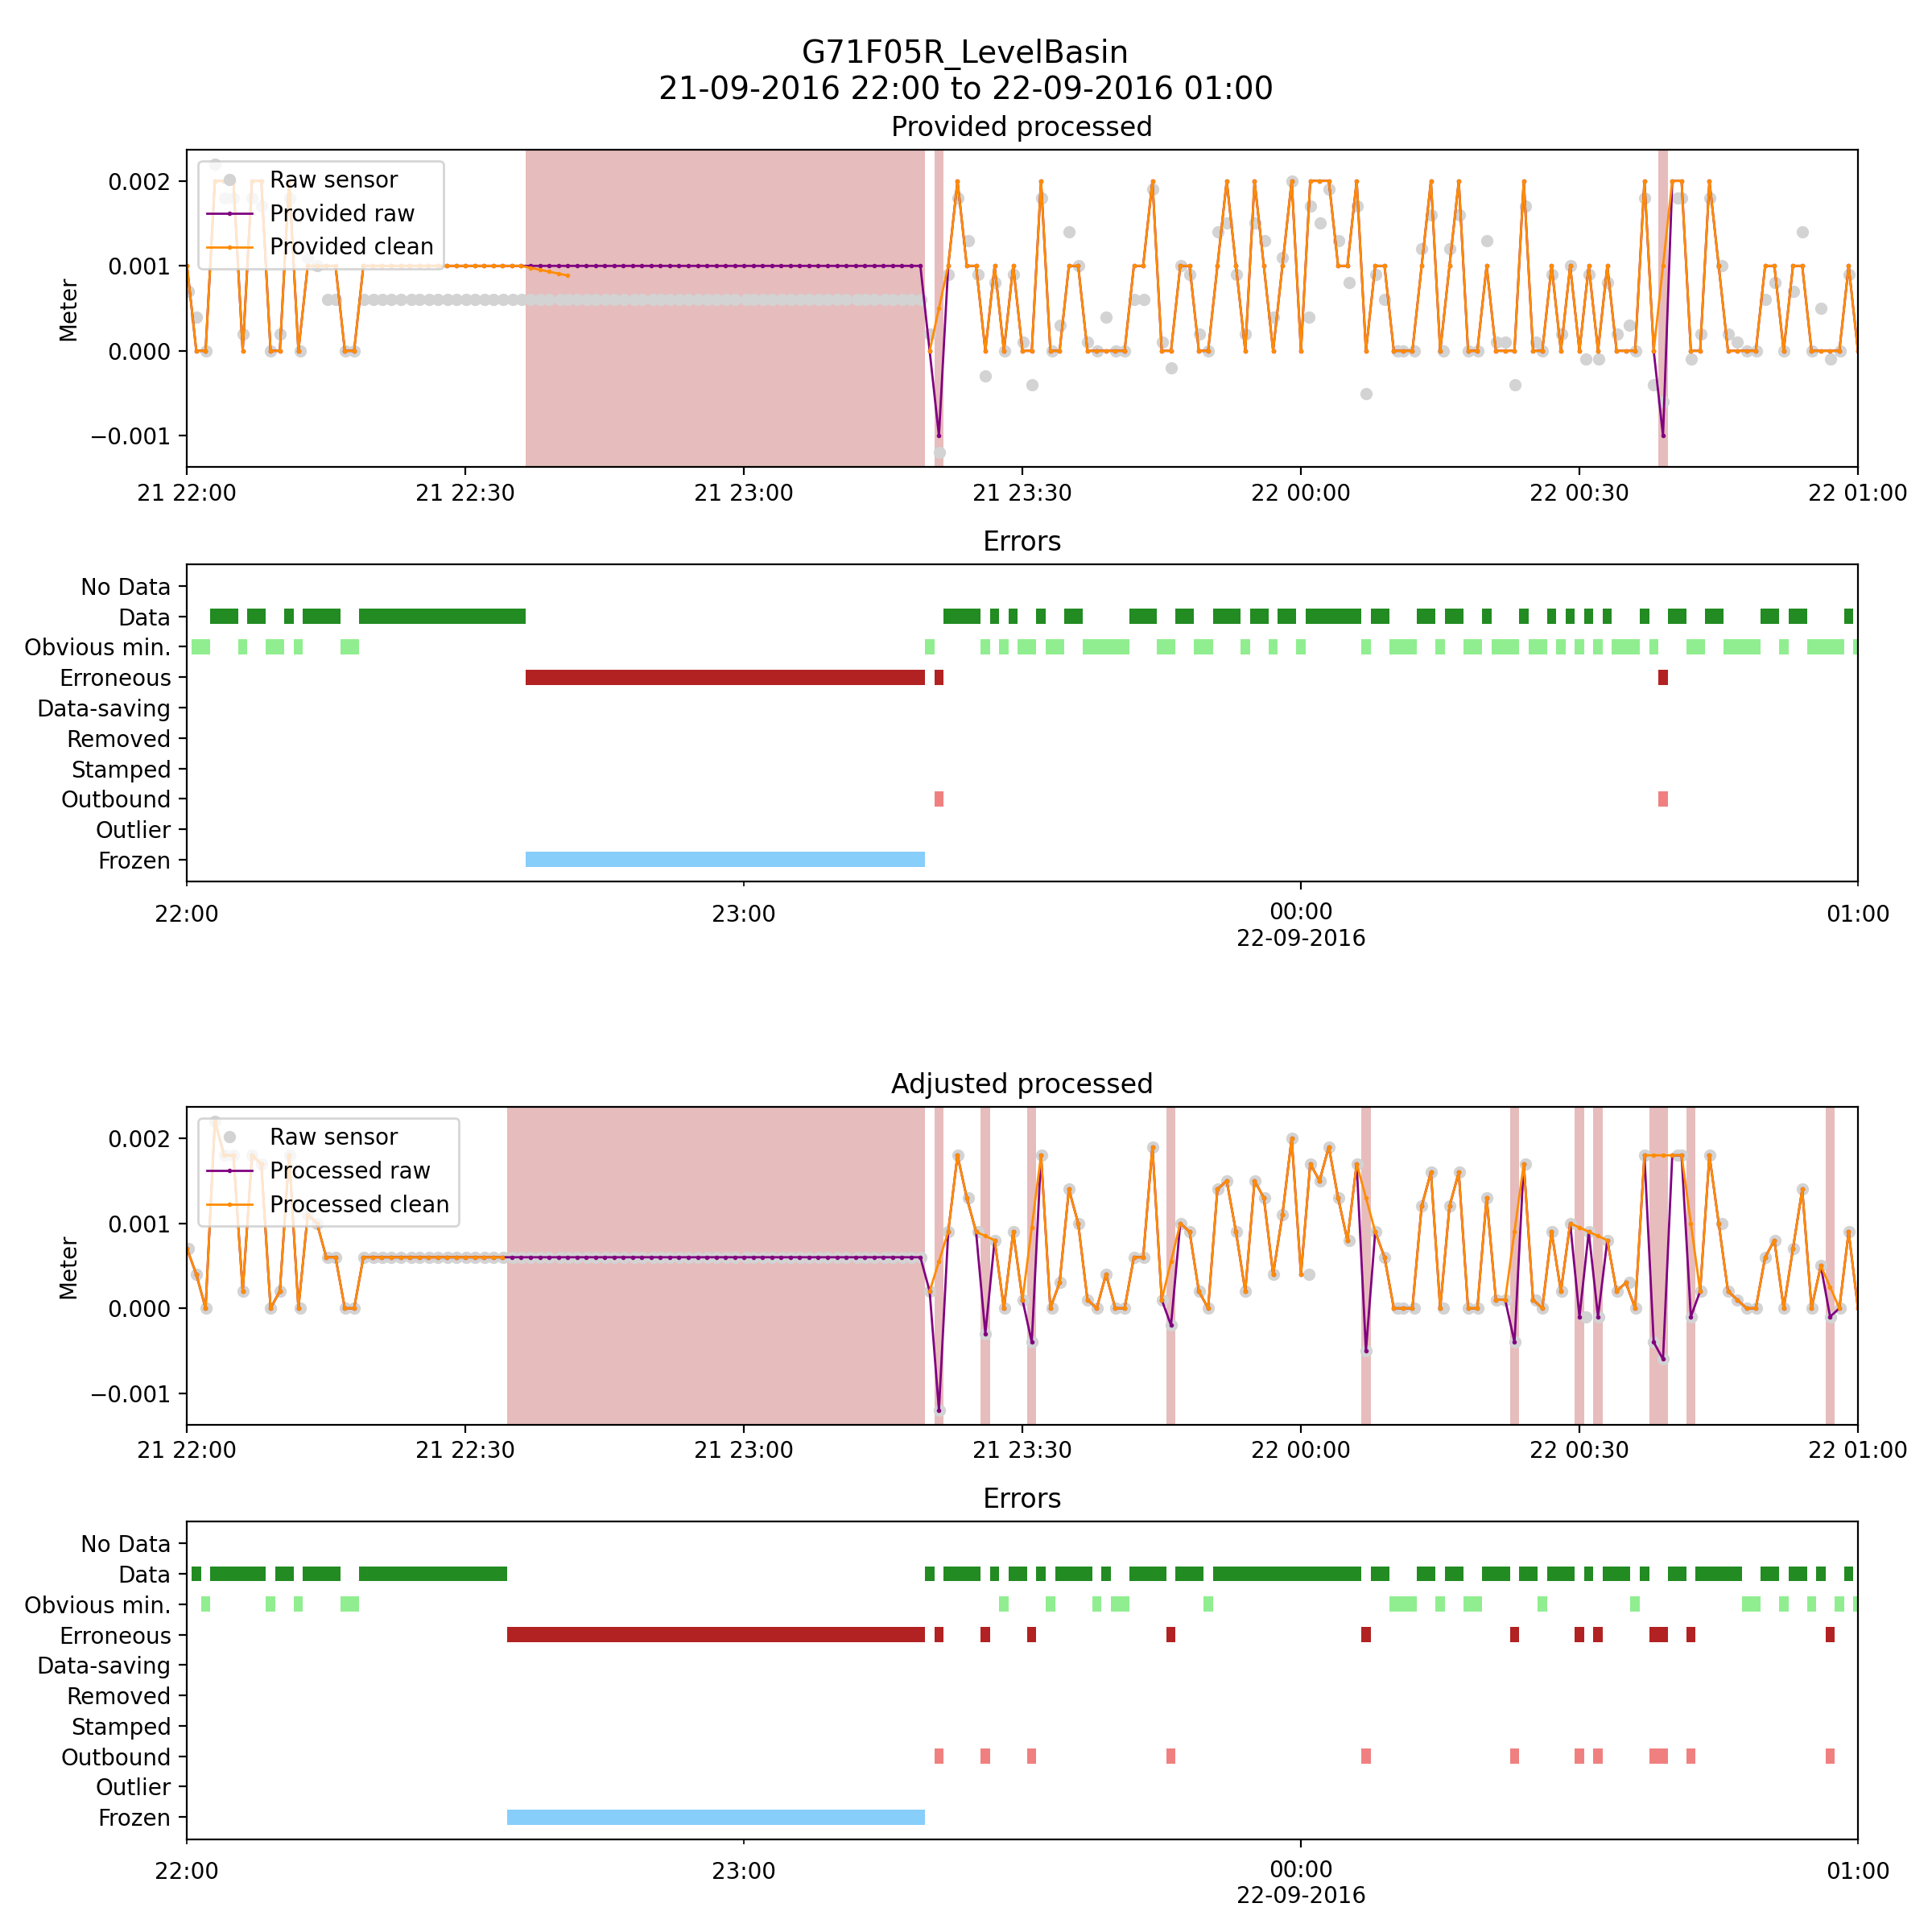 G71F05R_LevelBasin
21-09-2016 22:00 to 22-09-2016 01:00
Provided processed
Raw sensor
Provided raw
Provided clean
Meter
0.002
0.001
0.000
−0.001
21 22:00
21 22:30
21 23:00
21 23:30
22 00:00
22 00:30
22 01:00
Errors
No Data
Data
Obvious min.
Erroneous
Data-saving
Removed
Stamped
Outbound
Outlier
Frozen
22:00
23:00
00:00
22-09-2016
01:00
Adjusted processed
Raw sensor
Processed raw
Processed clean
Meter
0.002
0.001
0.000
−0.001
21 22:00
21 22:30
21 23:00
21 23:30
22 00:00
22 00:30
22 01:00
Errors
No Data
Data
Obvious min.
Erroneous
Data-saving
Removed
Stamped
Outbound
Outlier
Frozen
22:00
23:00
00:00
22-09-2016
01:00